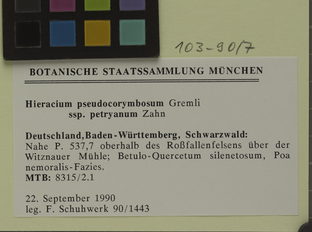 103-90/7
BOTANISCHE STAATSSAMMLUNG MÜNCHEN
Hieracium pseudocorymbosum Gremli
ssp. petryanum Zahn
Deutschland,Baden-Württemberg, Schwarzwald:
Nahe P. 537,7 oberhalb des Roßfallenfelsens über der
Witznauer Mühle; Betulo-Quercetum silenetosum, Poa
nemoralis-Fazies.
MTB: 8315/2.1
22. September 1990
leg. F. Schuhwerk 90/1443